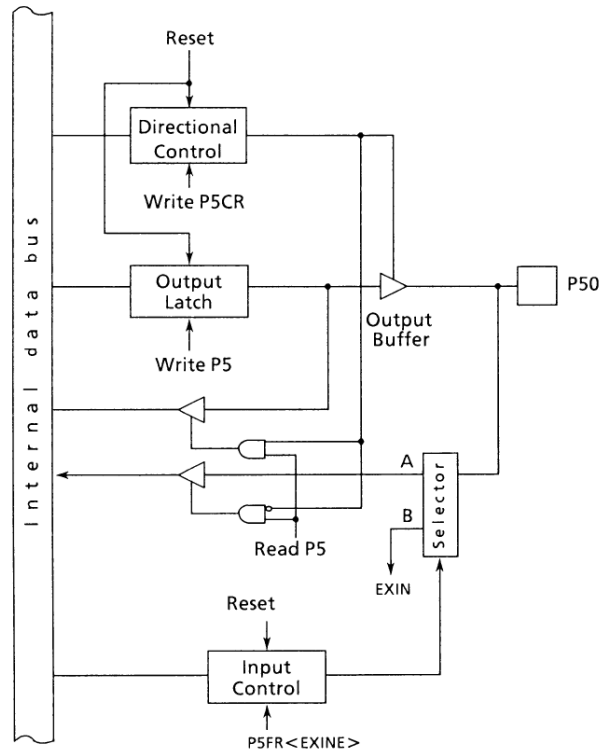 Reset
Directional
Control
Write P5CR
Internal data bus
Output
Latch
P50
Output
Buffer
Write P5
A
Selector
B
Read P5
EXIN
Reset
Input
Control
P5FR<EXINE>